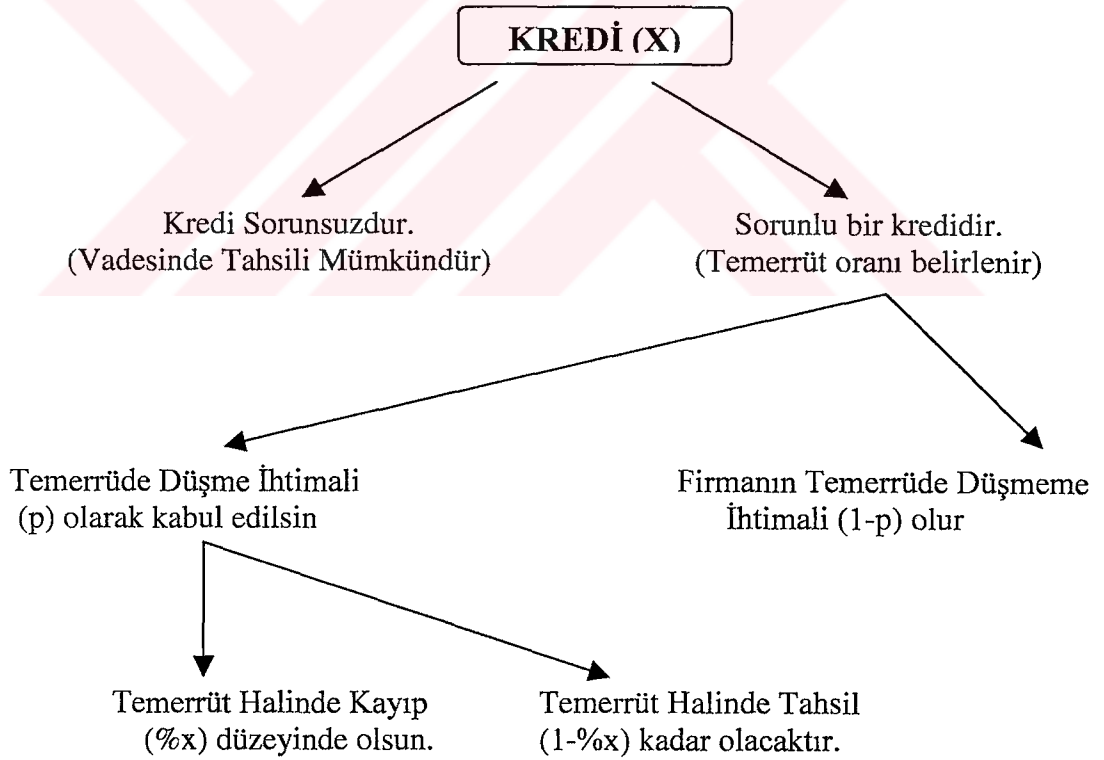 KREDİ (X)
Kredi Sorunsuzdur.
(Vadesinde Tahsili Mümkündür)
Sorunlu bir kredidir.
(Temerrüt oranı belirlenir)
Temerrüde Düşme İhtimali
(p) olarak kabul edilsin
Firmanın Temerrüde Düşmeme
İhtimali (1-p) olur
Temerrüt Halinde Kayıp
(%x) düzeyinde olsun.
Temerrüt Halinde Tahsil
(1-%x) kadar olacaktır.